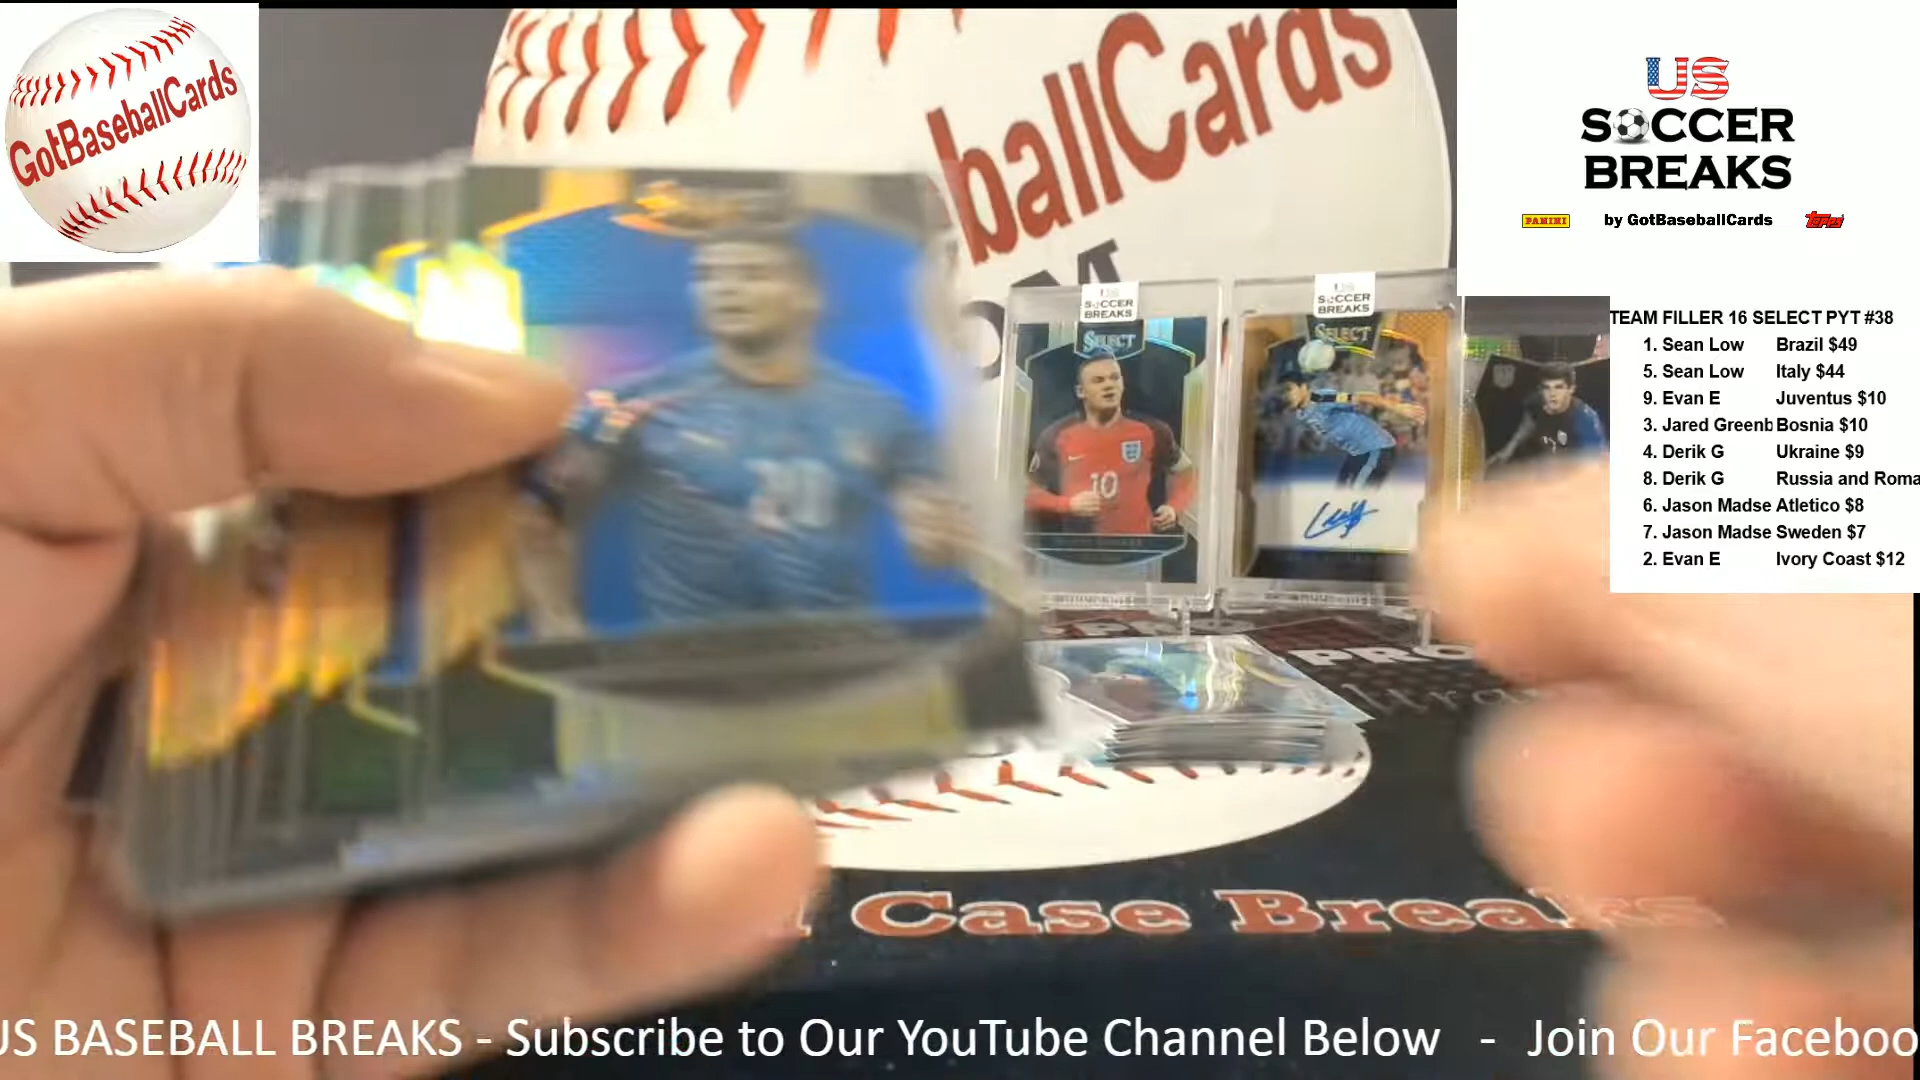 GotBaseballCards
ballCards
US
SOCCER
BREAKS
PANINI by GotBaseballCards Topps
US
SOCCER
BREAKS
US
SOCCER
BREAKS
SELECT
SELECT
10
TEAM FILLER 16 SELECT PYT #38
1. Sean Low Brazil $49
5. Sean Low Italy $44
9. Evan E Juventus $10
3. Jared Greenb Bosnia $10
4. Derik G Ukraine $9
8. Derik G Russia and Roma
6. Jason Madse Atletico $8
7. Jason Madse Sweden $7
2. Evan E Ivory Coast $12
PRO
Case Breaks
US BASEBALL BREAKS - Subscribe to Our YouTube Channel Below - Join Our Faceboo